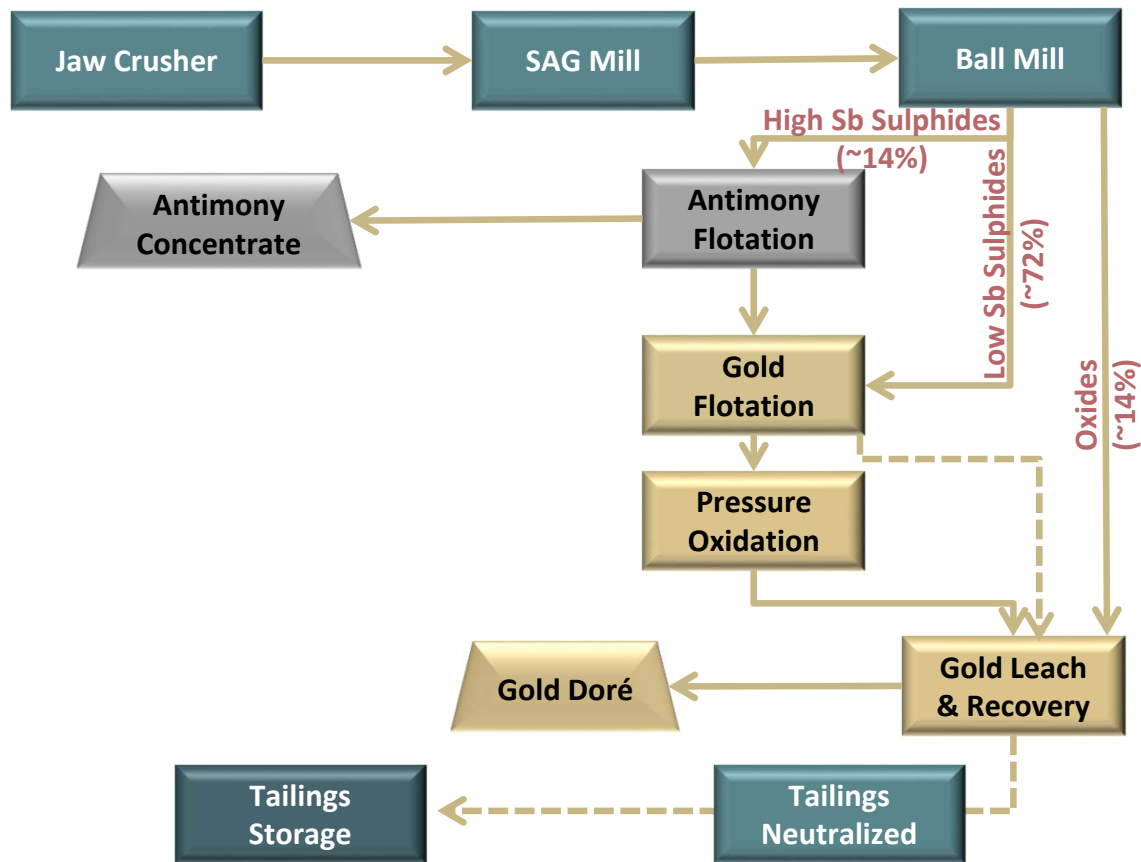 Jaw Crusher
SAG Mill
Ball Mill
High Sb Sulphides
(~14%)
Antimony
Concentrate
Antimony
Flotation
Low Sb Sulphides
(~72%)
Oxides
(~14%)
Gold
Flotation
Pressure
Oxidation
Gold Doré
Gold Leach
& Recovery
Tailings
Storage
Tailings
Neutralized